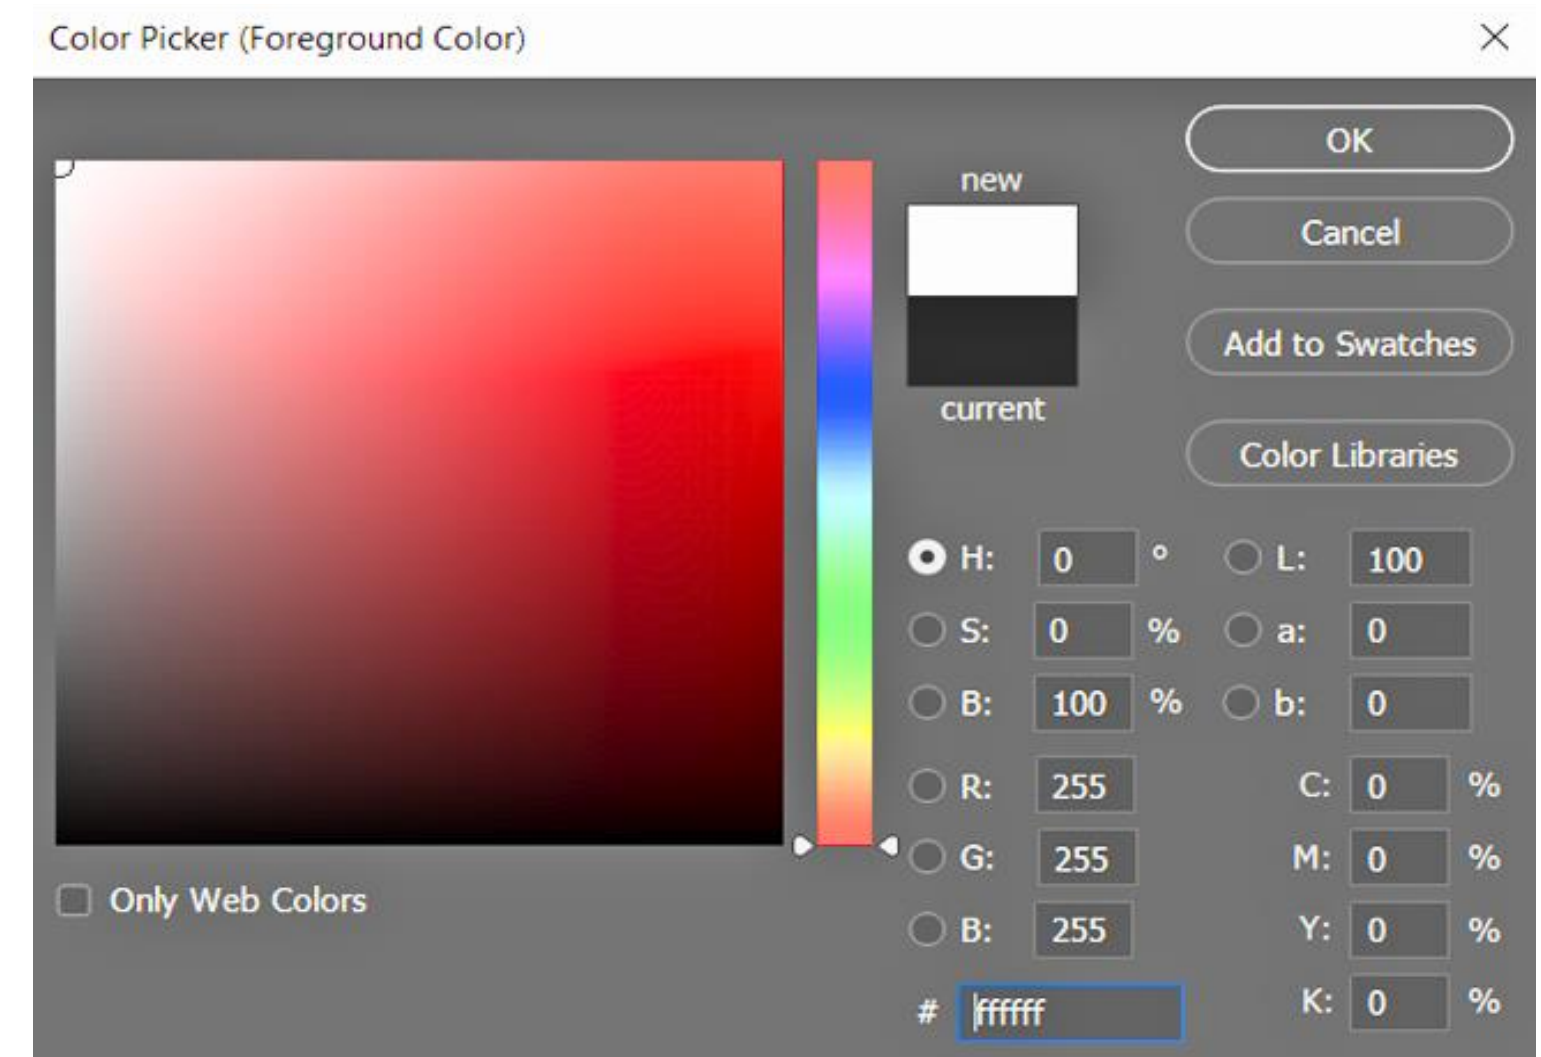 Color Picker (Foreground Color)
OK
new
Cancel
Add to Swatches
current
Color Libraries
H: 0 ° L: 100
S: 0 % a: 0
B: 100 % b: 0
R: 255 C: 0 %
G: 255 M: 0 %
Only Web Colors
B: 255 Y: 0 %
# ffffff K: 0 %